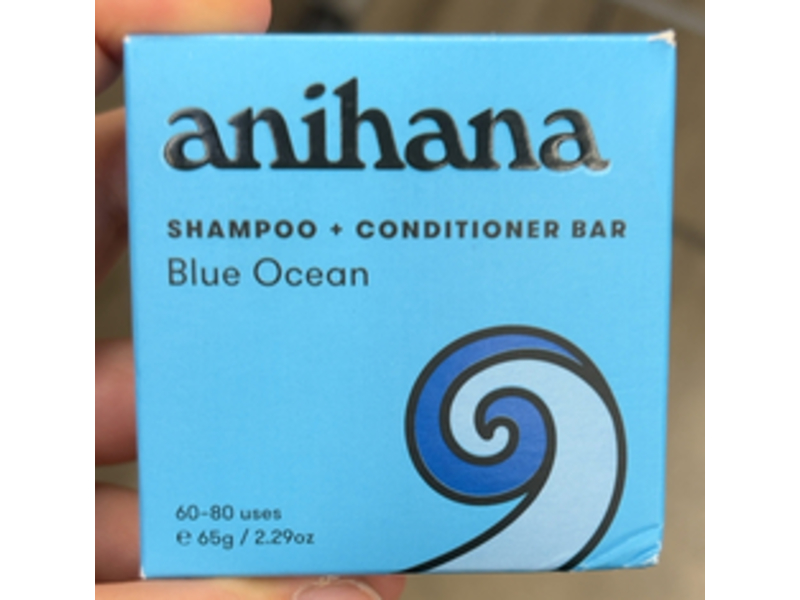 anihana
SHAMPOO + CONDITIONER BAR
Blue Ocean
60-80 uses
℮ 65g / 2.29oz